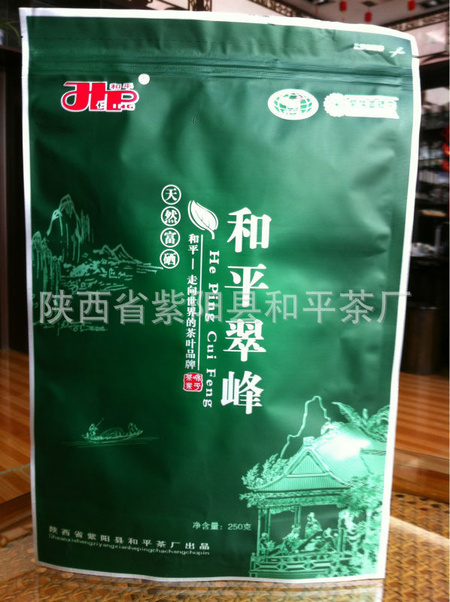 和平
JHP
天然富硒
和平翠峰
He Ping Cui Feng
和平—走向世界的茶叶品牌
陕西省紫阳县和平茶厂
净含量:250克
陕西省紫阳县和平茶厂出品
Shaanxishengziyangxianhepingchachangchupin